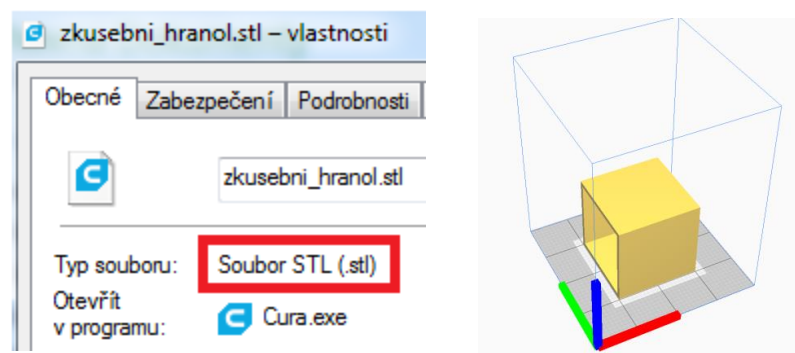 zkusebni_hranol.stl – vlastnosti
Obecné Zabezpečení Podrobnosti
zkusebni_hranol.stl
Typ souboru: Soubor STL (.stl)
Otevřít
v programu: Cura.exe